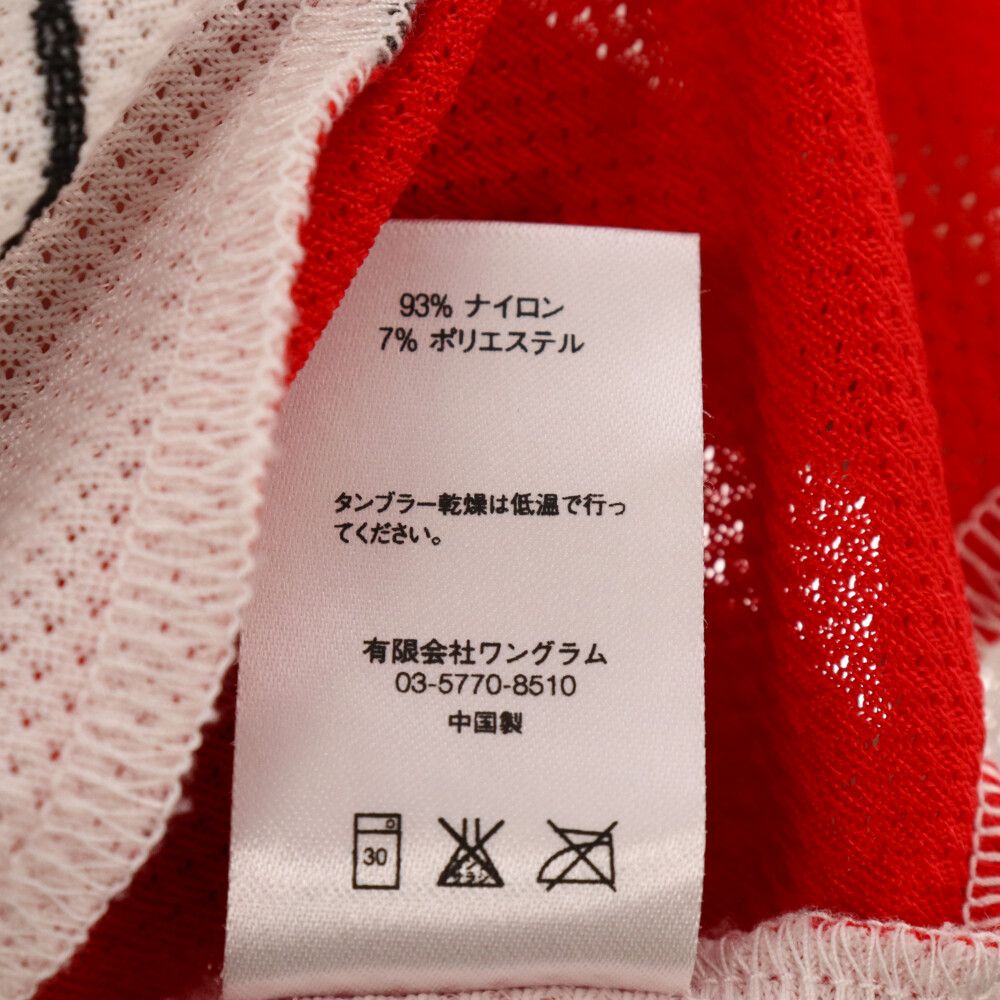 93% ナイロン
7% ポリエステル
タンブラー乾燥は低温で行っ
てください。
有限会社ワングラム
03-5770-8510
中国製
30